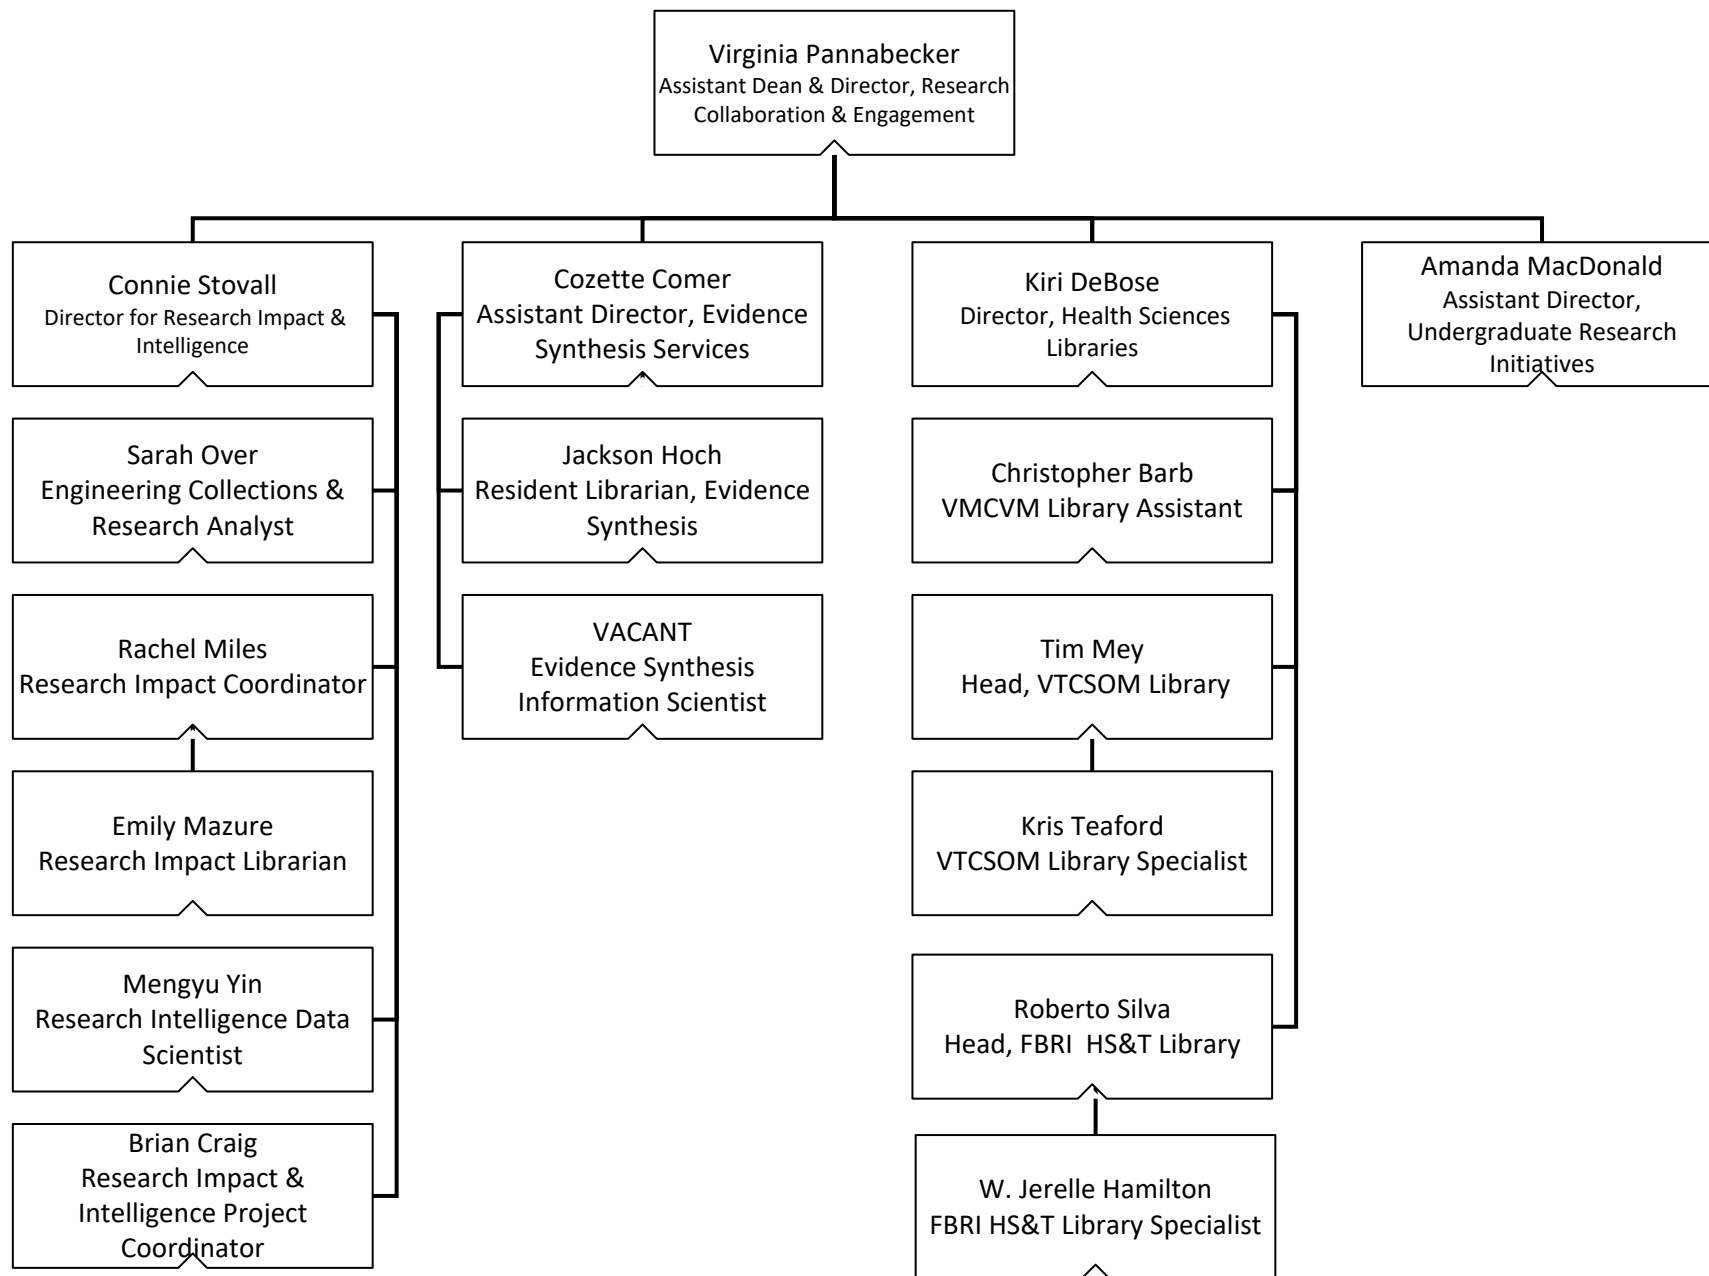 Virginia Pannabecker
Assistant Dean & Director, Research
Collaboration & Engagement
Connie Stovall
Director for Research Impact &
Intelligence
Cozette Comer
Assistant Director, Evidence
Synthesis Services
Kiri DeBose
Director, Health Sciences
Libraries
Amanda MacDonald
Assistant Director,
Undergraduate Research
Initiatives
Sarah Over
Engineering Collections &
Research Analyst
Jackson Hoch
Resident Librarian, Evidence
Synthesis
Christopher Barb
VMCVM Library Assistant
Rachel Miles
Research Impact Coordinator
VACANT
Evidence Synthesis
Information Scientist
Tim Mey
Head, VTCSOM Library
Emily Mazure
Research Impact Librarian
Kris Teaford
VTCSOM Library Specialist
Mengyu Yin
Research Intelligence Data
Scientist
Roberto Silva
Head, FBRI  HS&T Library
Brian Craig
Research Impact &
Intelligence Project
Coordinator
W. Jerelle Hamilton
FBRI HS&T Library Specialist